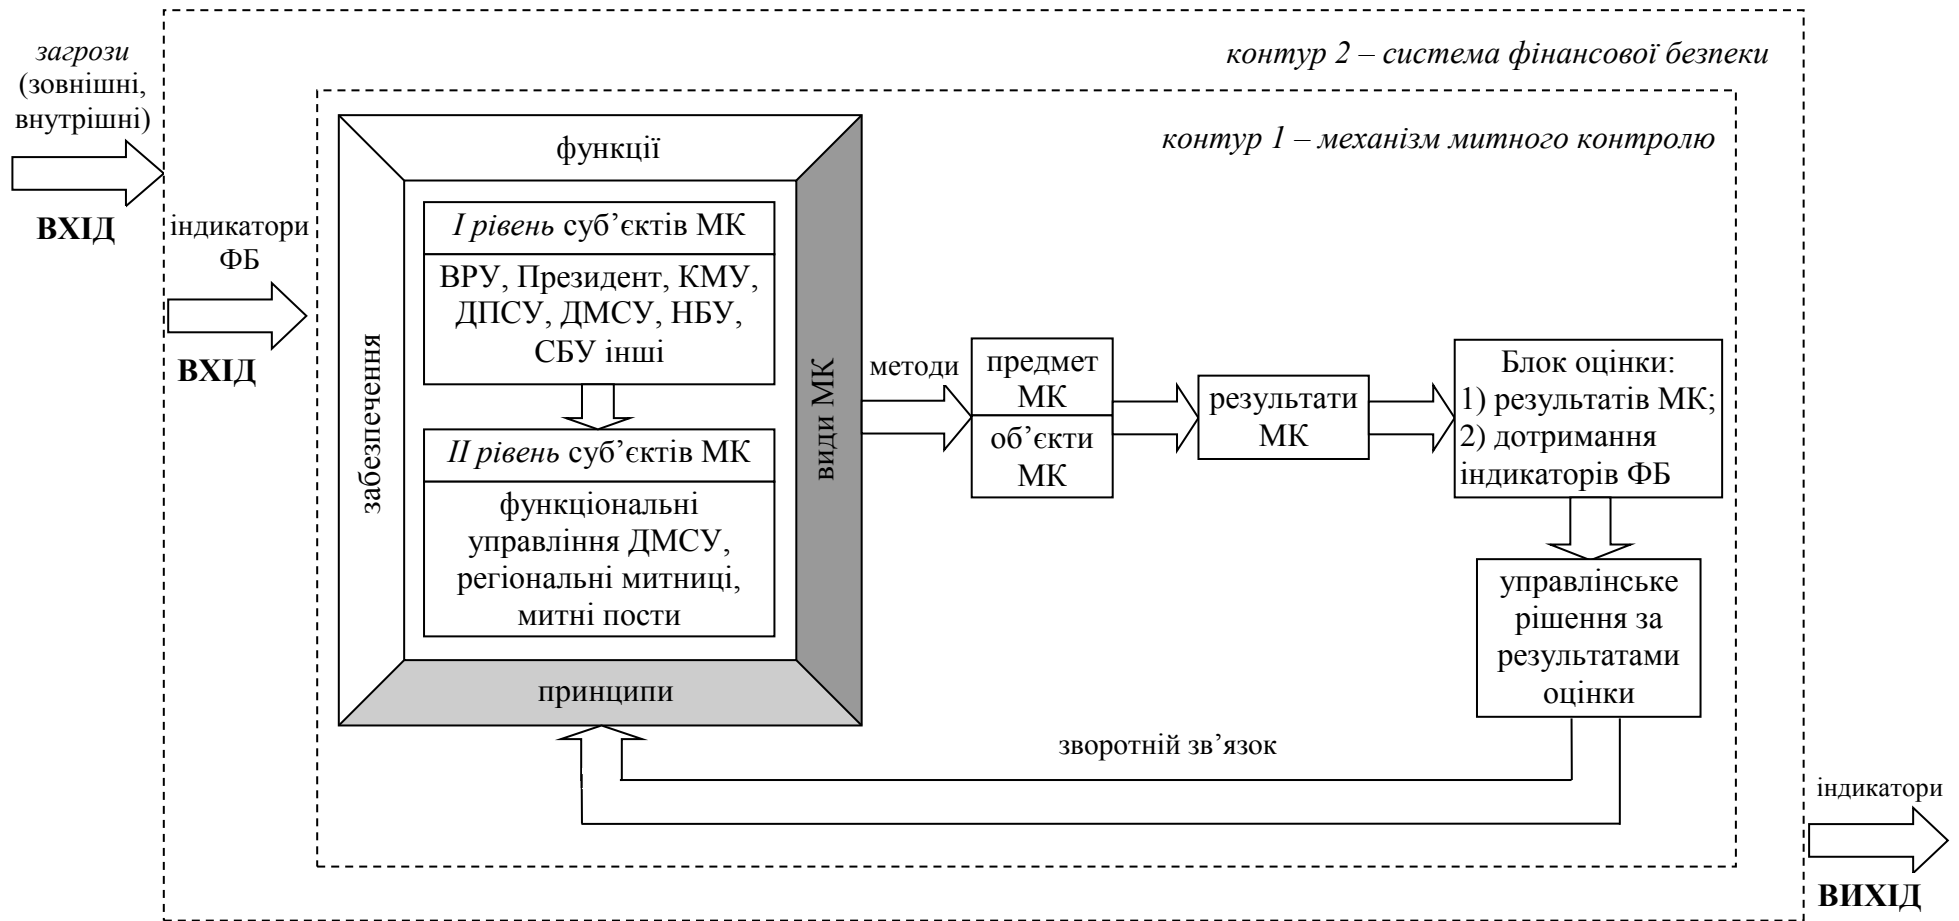 контур 2 – система фінансової безпеки
загрози
(зовнішні,
внутрішні)
ВХІД
контур 1 – механізм митного контролю
індикатори
ФБ
ВХІД
функції
забезпечення
I рівень суб’єктів МК
ВРУ, Президент, КМУ,
ДПСУ, ДМСУ, НБУ,
СБУ інші
II рівень суб’єктів МК
функціональні
управління ДМСУ,
регіональні митниці,
митні пости
види МК
принципи
методи
предмет
МК
об’єкти
МК
результати
МК
Блок оцінки:
1) результатів МК;
2) дотримання
індикаторів ФБ
управлінське
рішення за
результатами
оцінки
зворотній зв’язок
індикатори
ВИХІД